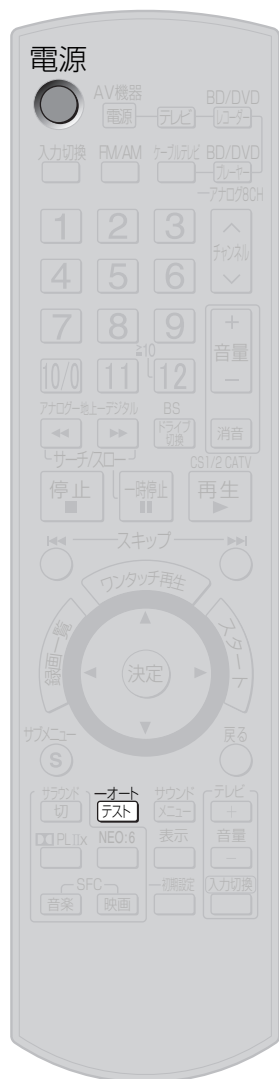 電源
AV機器 BD/DVD
電源 テレビ レコーダー
入力切換 FM/AM ケーブルテレビ BD/DVD
プレーヤー
アナログBCH
1 2 3 チャンネル
4 5 6
7 8 9 +
≧10 音量
10/0 11 12 −
アナログ 地上 デジタル BS
◀◀ ▶▶ ドライブ切換 消音
サーチ/スロー CS1/2 CATV
停止 一時停止 再生
■ ▮▮ ▶
⏮ スキップ ⏭
ワンタッチ再生
録画一覧 スタート
決定
サブメニュー 戻る
S
サラウンド オート サウンド テレビ
切 テスト メニュー +
PLIIx NEO:6 表示 音量
−
SFC 初期設定 入力切換
音楽 映画